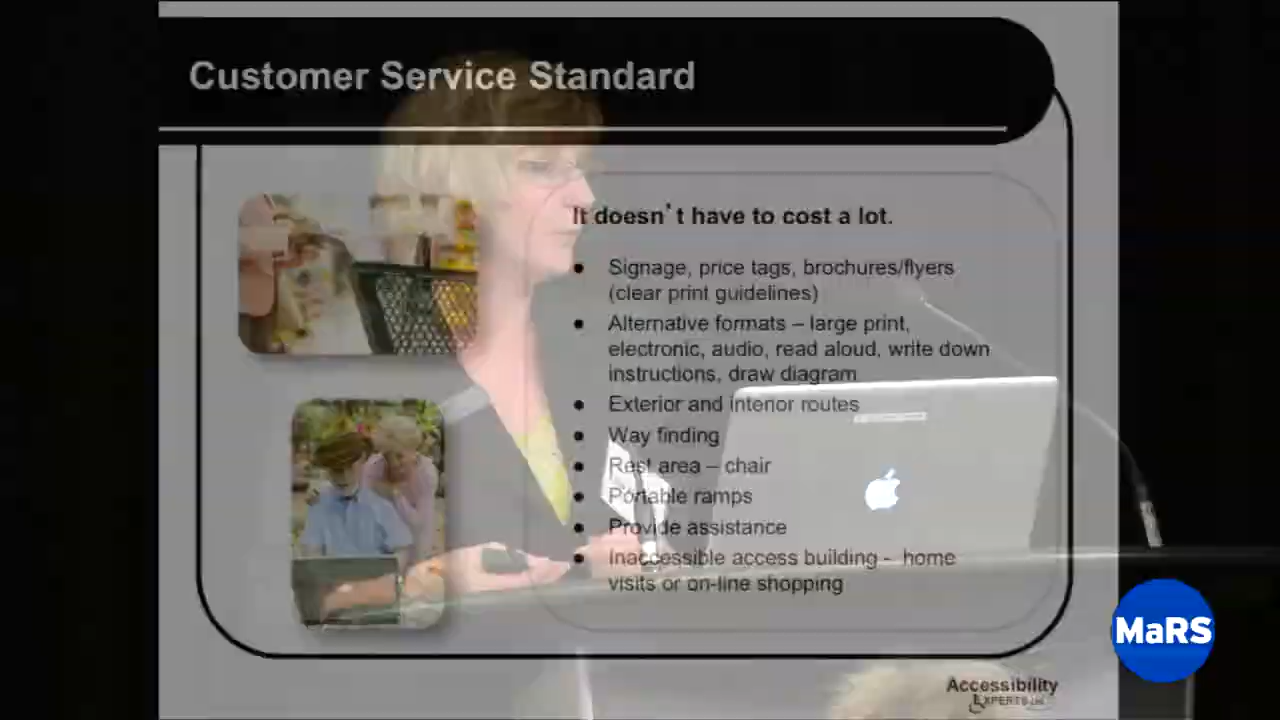 Customer Service Standard
It doesn't have to cost a lot.
● Signage, price tags, brochures/flyers
(clear print guidelines)
● Alternative formats – large print,
electronic, audio, read aloud, write down
instructions, draw diagram
● Exterior and interior routes
● Way finding
● Rest area – chair
● Portable ramps
● Provide assistance
● Inaccessible access building - home
visits or on-line shopping
MaRS
Accessibility
EXPERTS